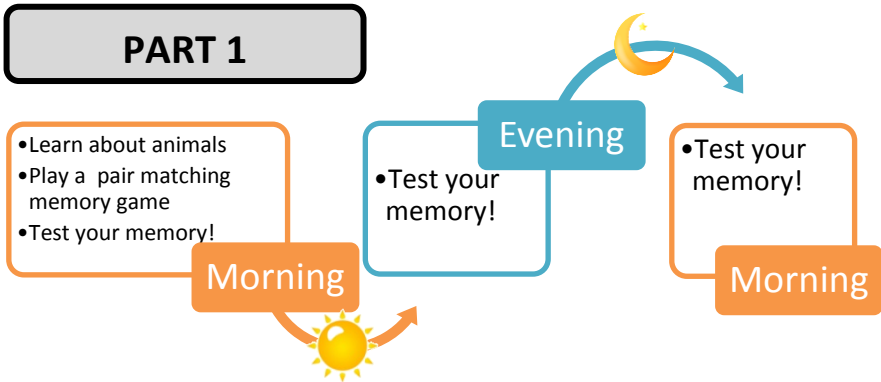 PART 1
•Learn about animals
•Play a pair matching
memory game
•Test your memory!
Morning
Evening
•Test your
memory!
•Test your
memory!
Morning